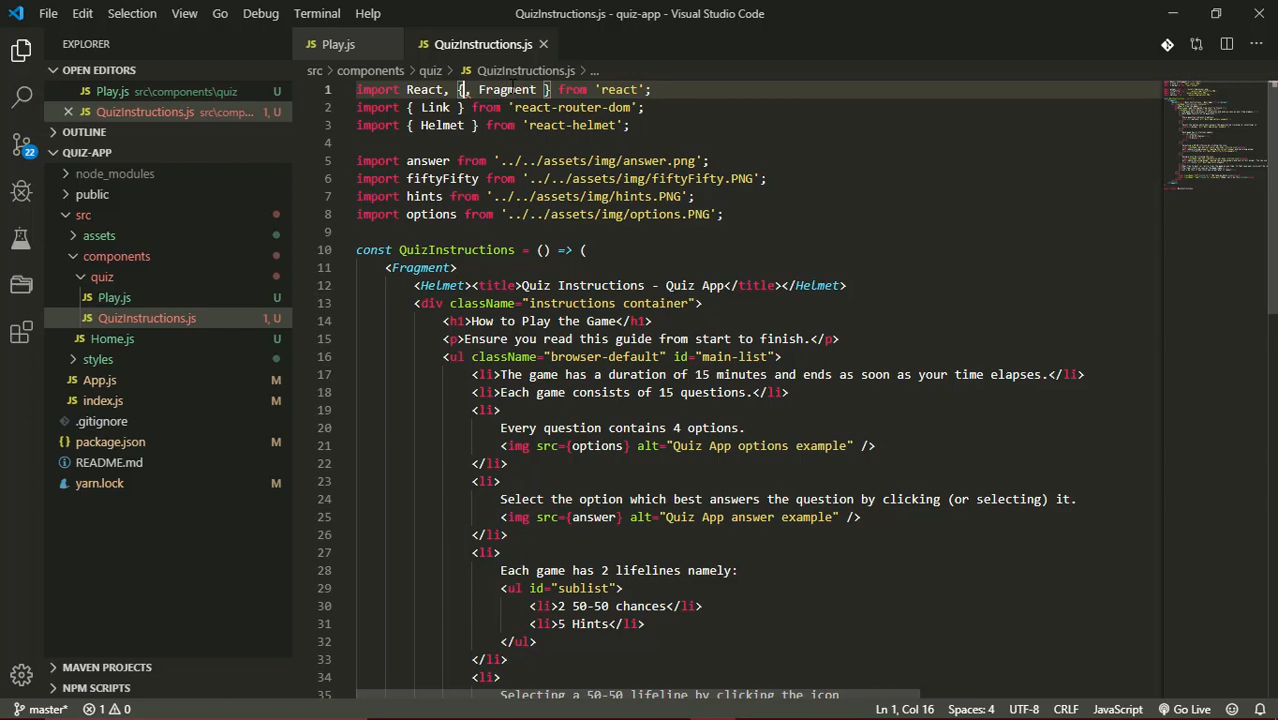 File Edit Selection View Go Debug Terminal Help QuizInstructions.js - quiz-app - Visual Studio Code
EXPLORER
OPEN EDITORS
Play.js src\components\quiz
QuizInstructions.js src\comp... 1, U
OUTLINE
QUIZ-APP
node_modules
public
src
assets
components
quiz
Play.js U
QuizInstructions.js 1, U
Home.js U
styles
App.js M
index.js M
.gitignore
package.json M
README.md
yarn.lock M
MAVEN PROJECTS
NPM SCRIPTS
22
JS Play.js JS QuizInstructions.js
src > components > quiz > JS QuizInstructions.js > ...
1 import React, {, Fragment } from 'react';
2 import { Link } from 'react-router-dom';
3 import { Helmet } from 'react-helmet';
4
5 import answer from '../../assets/img/answer.png';
6 import fiftyFifty from '../../assets/img/fiftyFifty.PNG';
7 import hints from '../../assets/img/hints.PNG';
8 import options from '../../assets/img/options.PNG';
9
10 const QuizInstructions = () => (
11 <Fragment>
12 <Helmet><title>Quiz Instructions - Quiz App</title></Helmet>
13 <div className="instructions container">
14 <h1>How to Play the Game</h1>
15 <p>Ensure you read this guide from start to finish.</p>
16 <ul className="browser-default" id="main-list">
17 <li>The game has a duration of 15 minutes and ends as soon as your time elapses.</li>
18 <li>Each game consists of 15 questions.</li>
19 <li>
20 Every question contains 4 options.
21 <img src={options} alt="Quiz App options example" />
22 </li>
23 <li>
24 Select the option which best answers the question by clicking (or selecting) it.
25 <img src={answer} alt="Quiz App answer example" />
26 </li>
27 <li>
28 Each game has 2 lifelines namely:
29 <ul id="sublist">
30 <li>2 50-50 chances</li>
31 <li>5 Hints</li>
32 </ul>
33 </li>
34 <li>
35 Selecting a 50-50 lifeline by clicking the icon
master* 1 0 Ln 1, Col 16 Spaces: 4 UTF-8 CRLF JavaScript Go Live